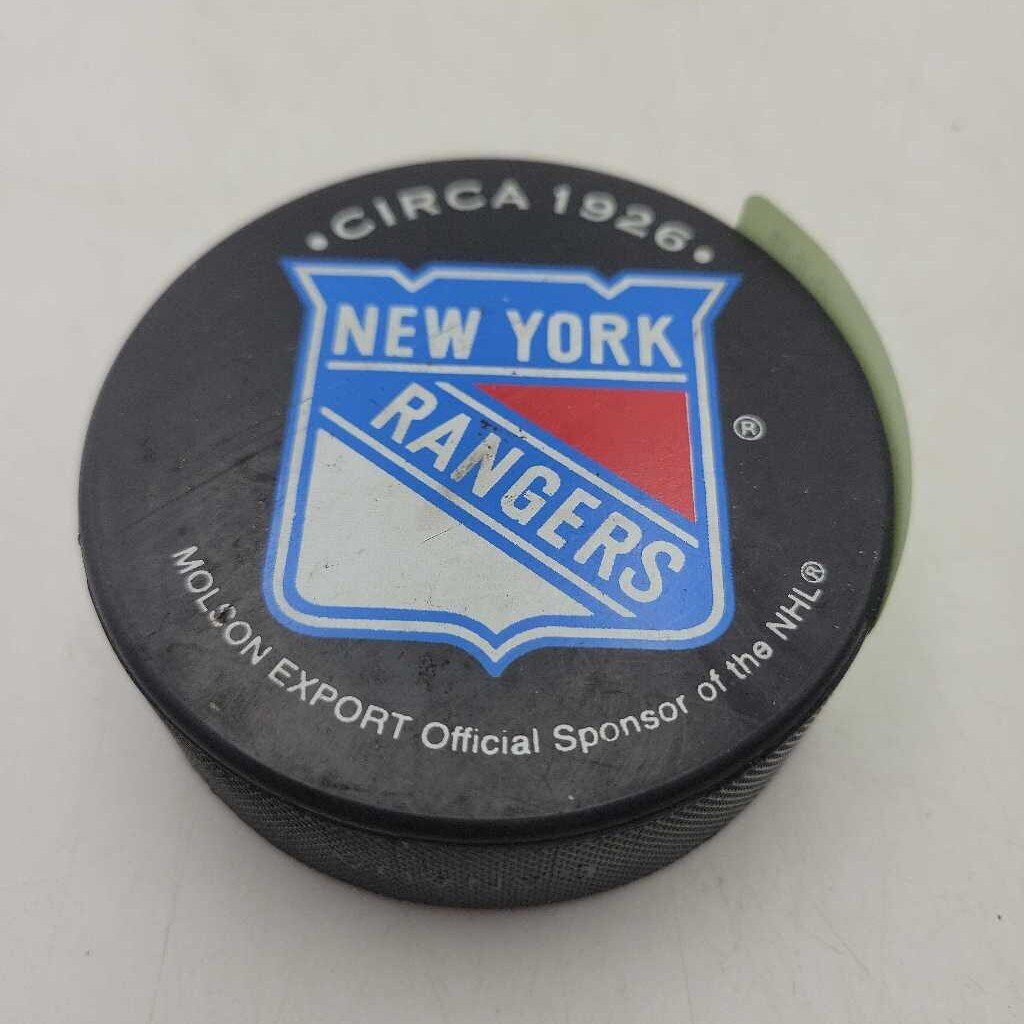 • CIRCA 1926 •
NEW YORK
RANGERS
®
MOLSON EXPORT Official Sponsor of the NHL®